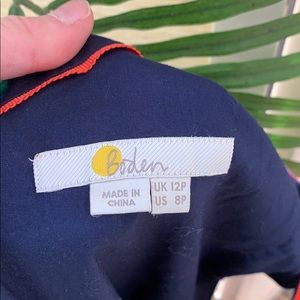 Boden
MADE IN
CHINA
UK 12P
US 8P